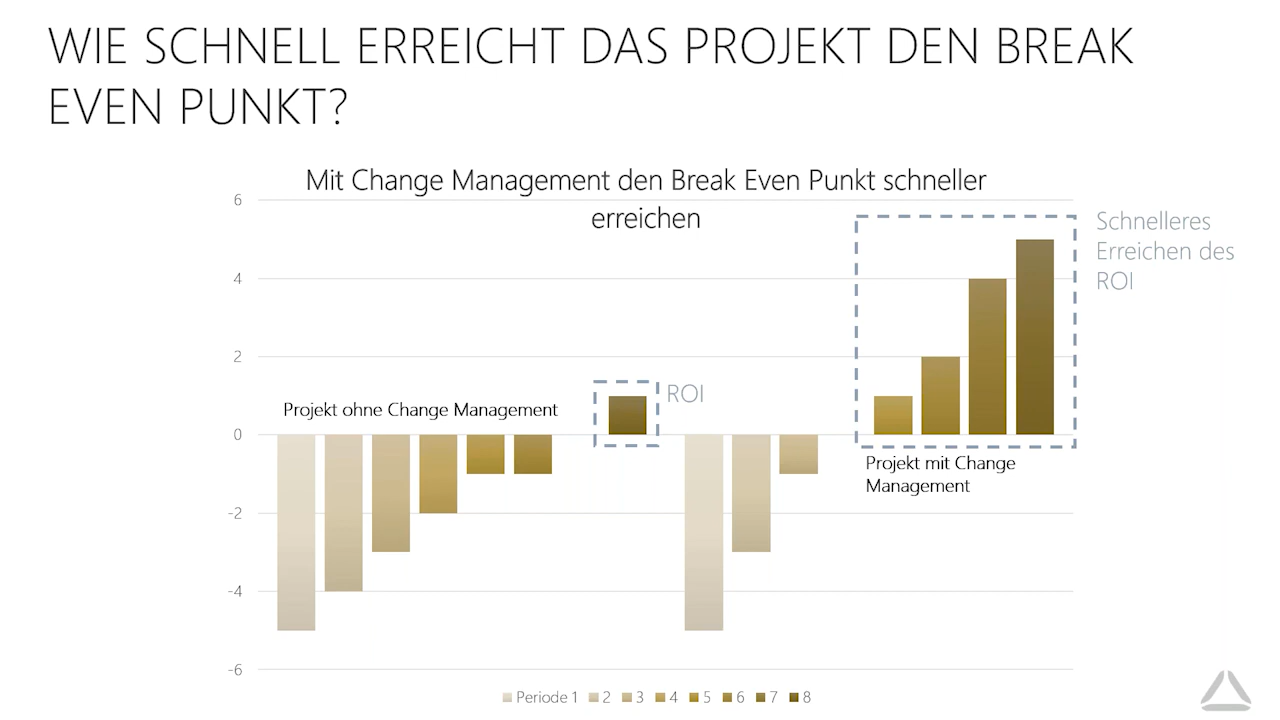 WIE SCHNELL ERREICHT DAS PROJEKT DEN BREAK
EVEN PUNKT?
Mit Change Management den Break Even Punkt schneller
erreichen
6
4
2
0
-2
-4
-6
Projekt ohne Change Management
ROI
Schnelleres
Erreichen des
ROI
Projekt mit Change
Management
Periode 1 2 3 4 5 6 7 8